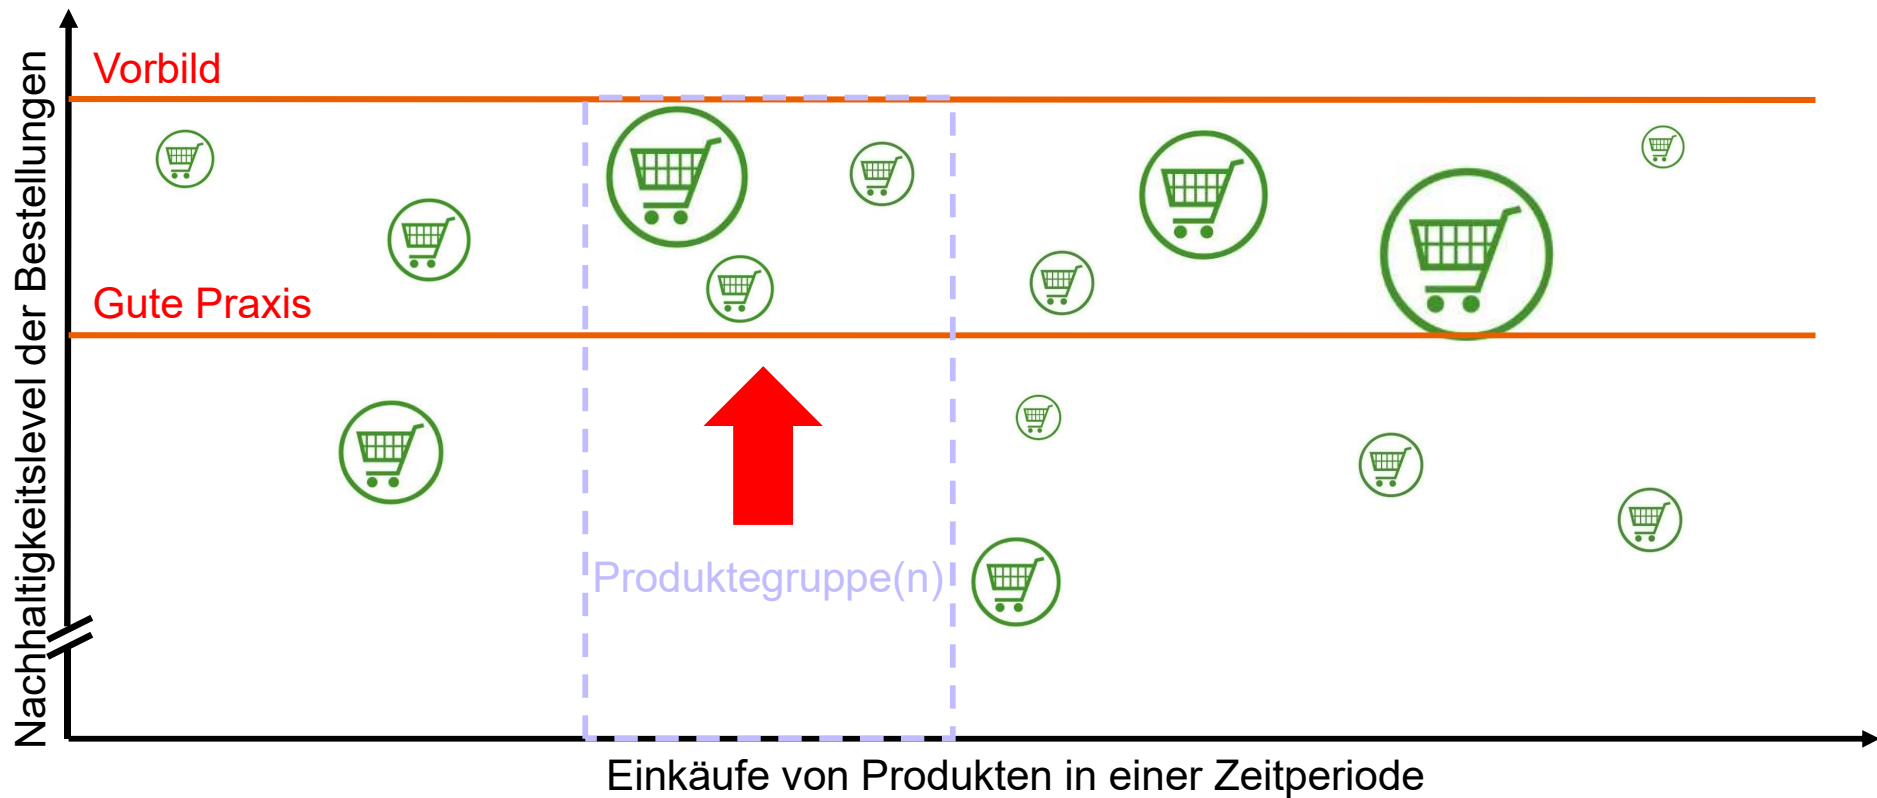 Vorbild
Gute Praxis
Nachhaltigkeitslevel der Bestellungen
Produktegruppe(n)
Einkäufe von Produkten in einer Zeitperiode